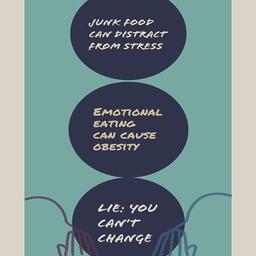 JUNK FOOD
CAN DISTRACT
FROM STRESS
EMOTIONAL
EATING
CAN CAUSE
OBESITY
LIE: YOU
CAN'T
CHANGE